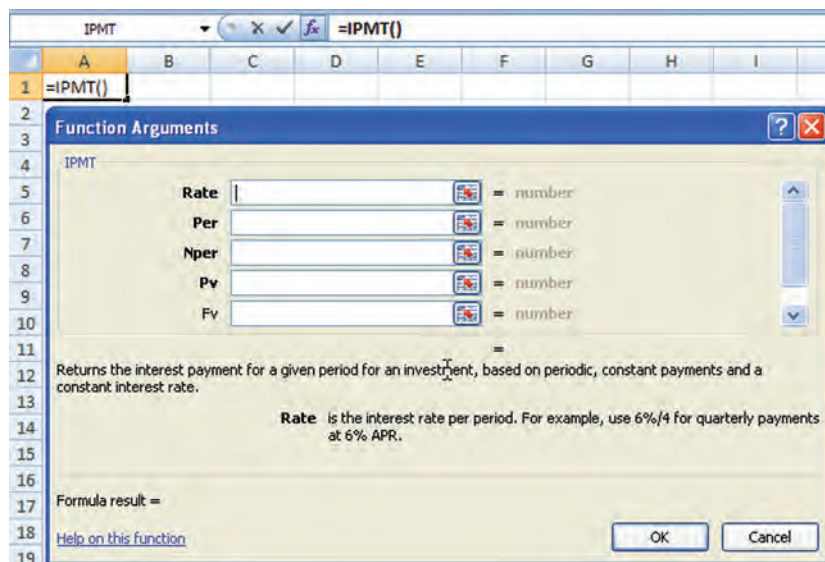 IPMT =IPMT()
A B C D E F G H I
1 =IPMT()
2
3 Function Arguments
4 IPMT
5 Rate = number
6 Per = number
7 Nper = number
8 Pv = number
9
10 Fv = number
11 =
12 Returns the interest payment for a given period for an investment, based on periodic, constant payments and a
constant interest rate.
13
14 Rate is the interest rate per period. For example, use 6%/4 for quarterly payments
at 6% APR.
15
16
17 Formula result =
18 Help on this function OK Cancel
19